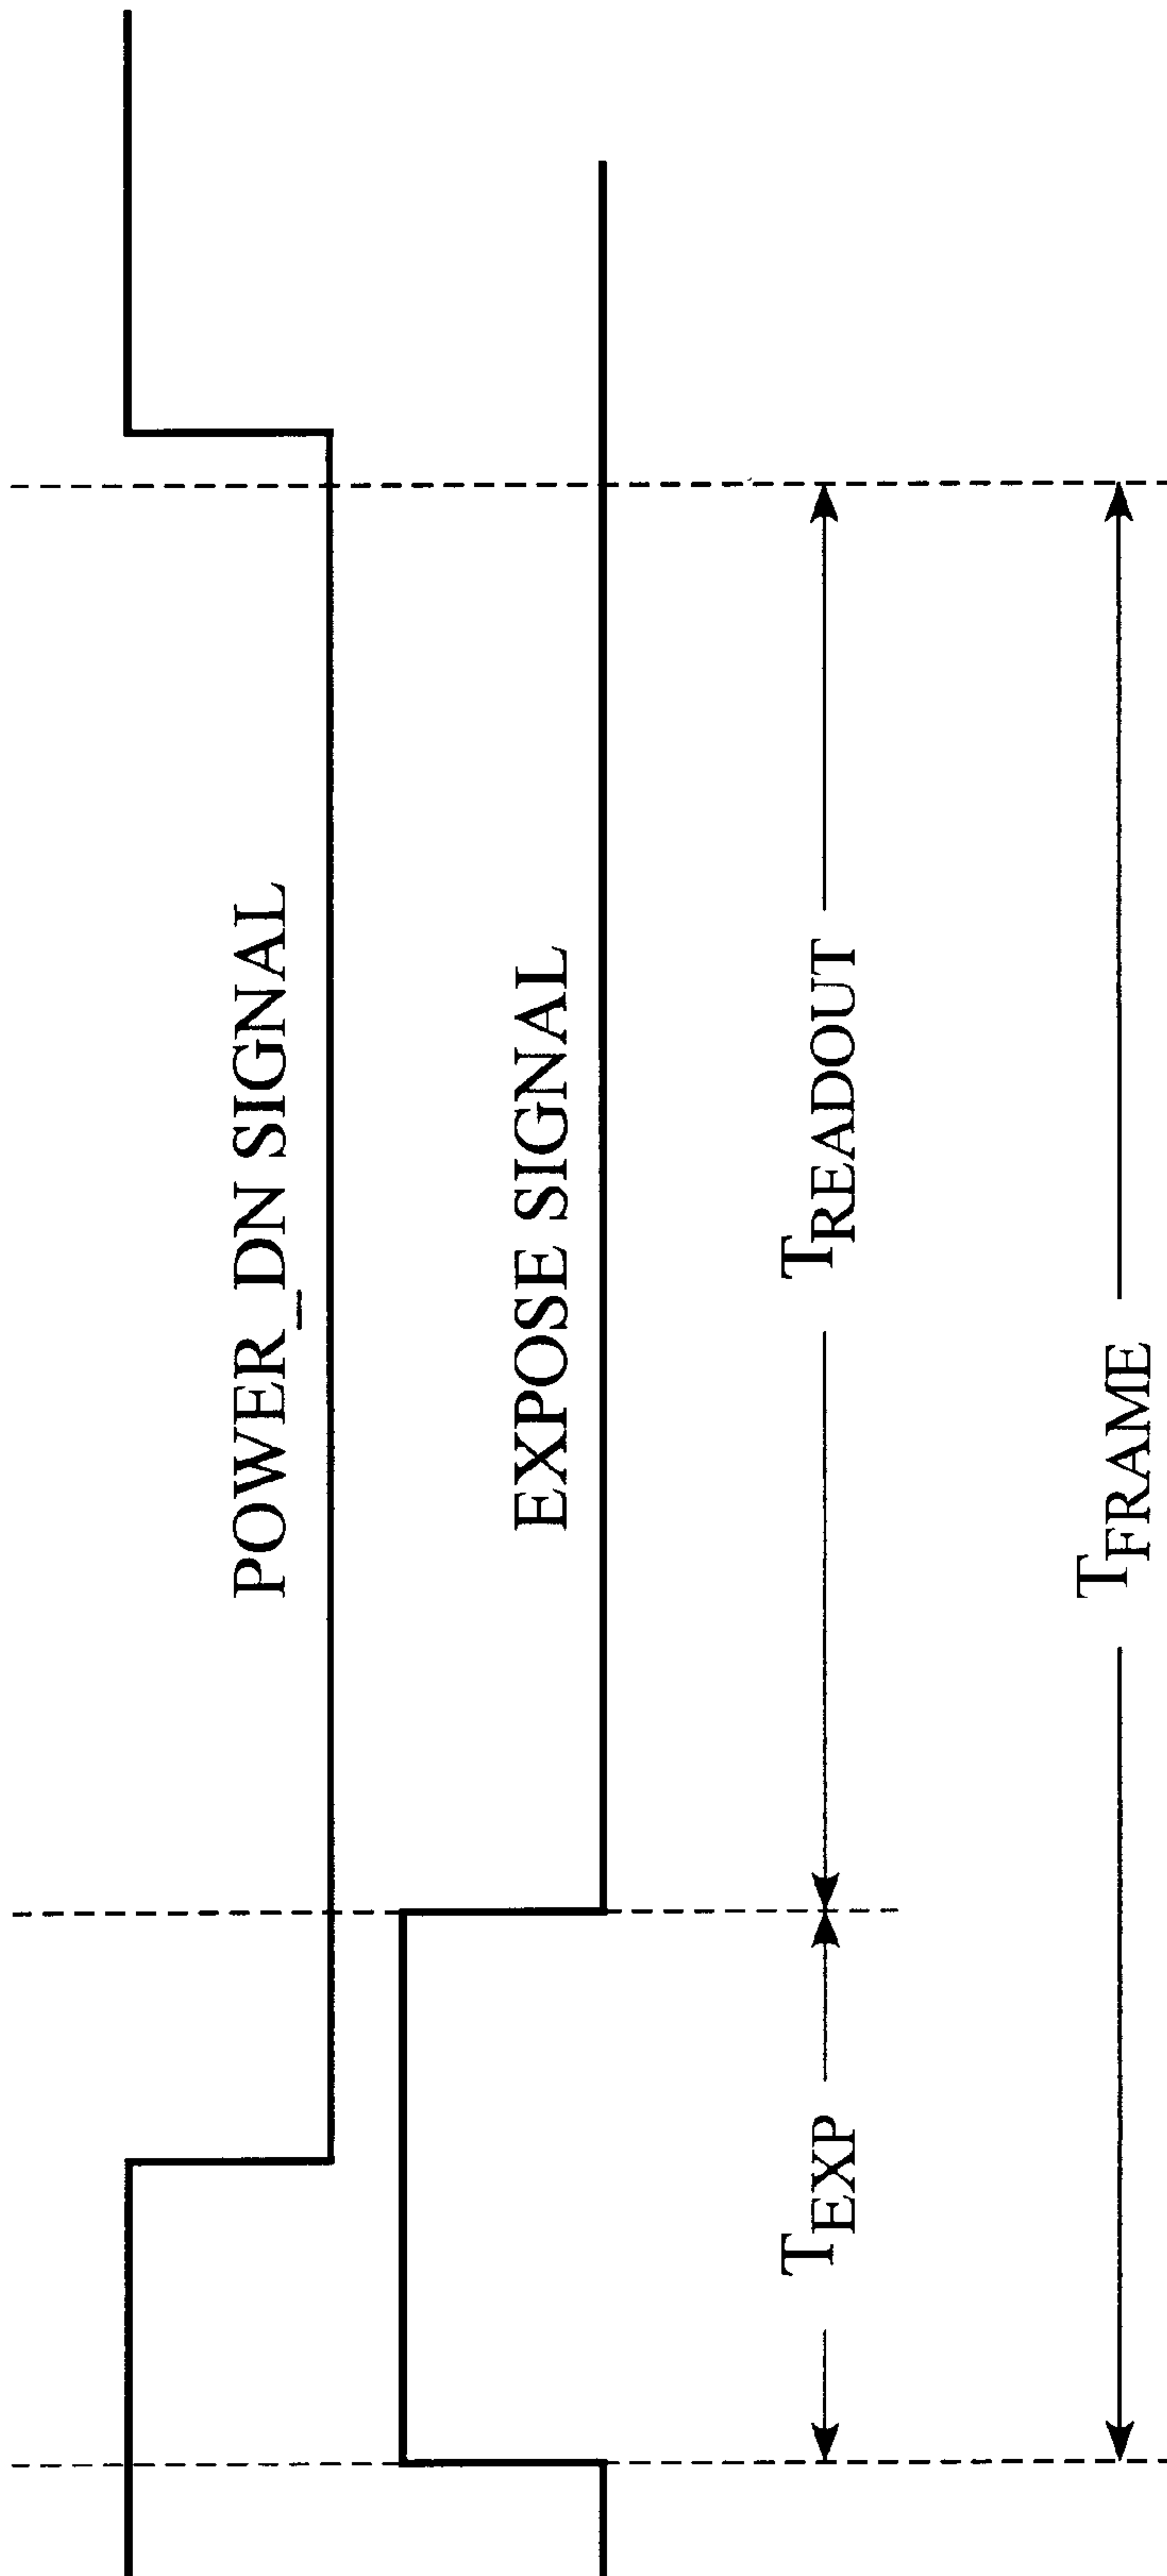 POWER_DN SIGNAL
EXPOSE SIGNAL
TEXP
TREADOUT
TFRAME